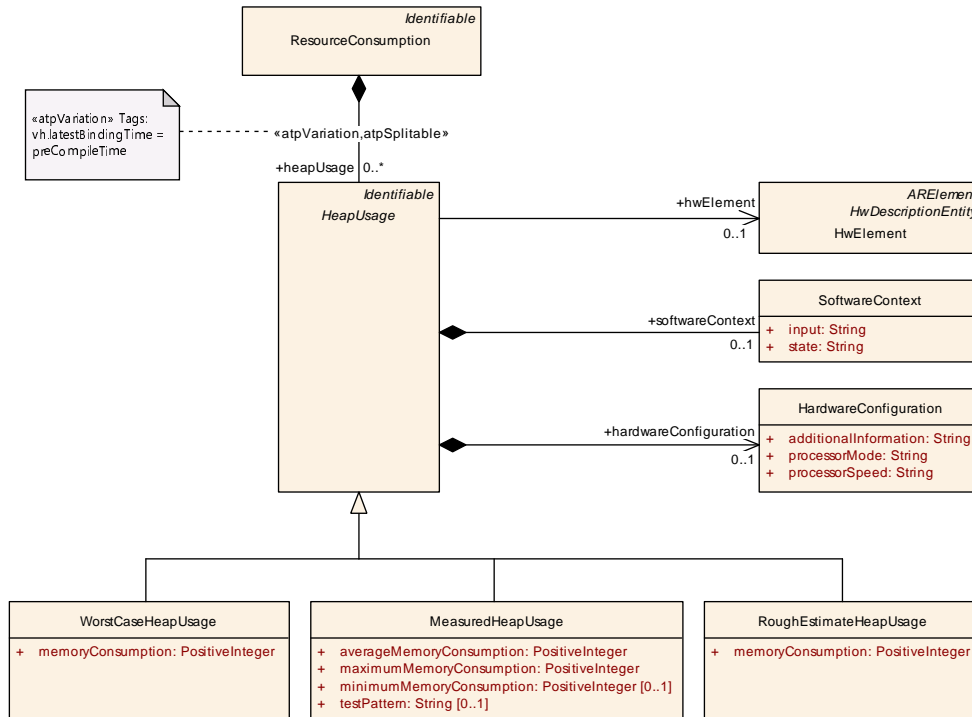 Identifiable
ResourceConsumption
«atpVariation» Tags:
vh.latestBindingTime =
preCompileTime
«atpVariation,atpSplitable»
+heapUsage 0..*
Identifiable
HeapUsage
+hwElement
0..1
ARElemen
HwDescriptionEntity
HwElement
+softwareContext
0..1
SoftwareContext
+ input: String
+ state: String
+hardwareConfiguration
0..1
HardwareConfiguration
+ additionalInformation: String
+ processorMode: String
+ processorSpeed: String
WorstCaseHeapUsage
+ memoryConsumption: PositiveInteger
MeasuredHeapUsage
+ averageMemoryConsumption: PositiveInteger
+ maximumMemoryConsumption: PositiveInteger
+ minimumMemoryConsumption: PositiveInteger [0..1]
+ testPattern: String [0..1]
RoughEstimateHeapUsage
+ memoryConsumption: PositiveInteger